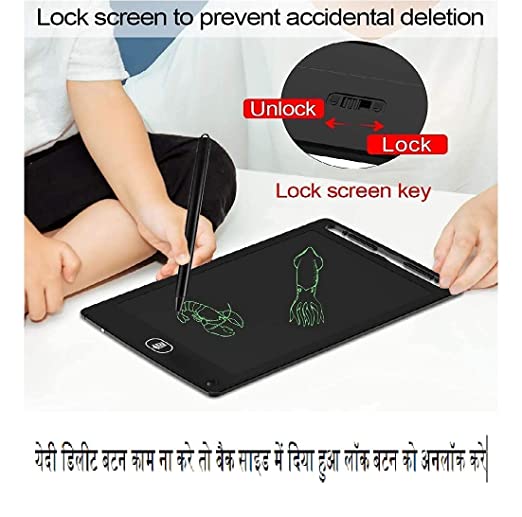 Lock screen to prevent accidental deletion
Unlock
Lock
Lock screen key
येदी डिलीट बटन काम ना करे तो बैक साइड में दिया हुआ लॉक बटन को अनलॉक करे